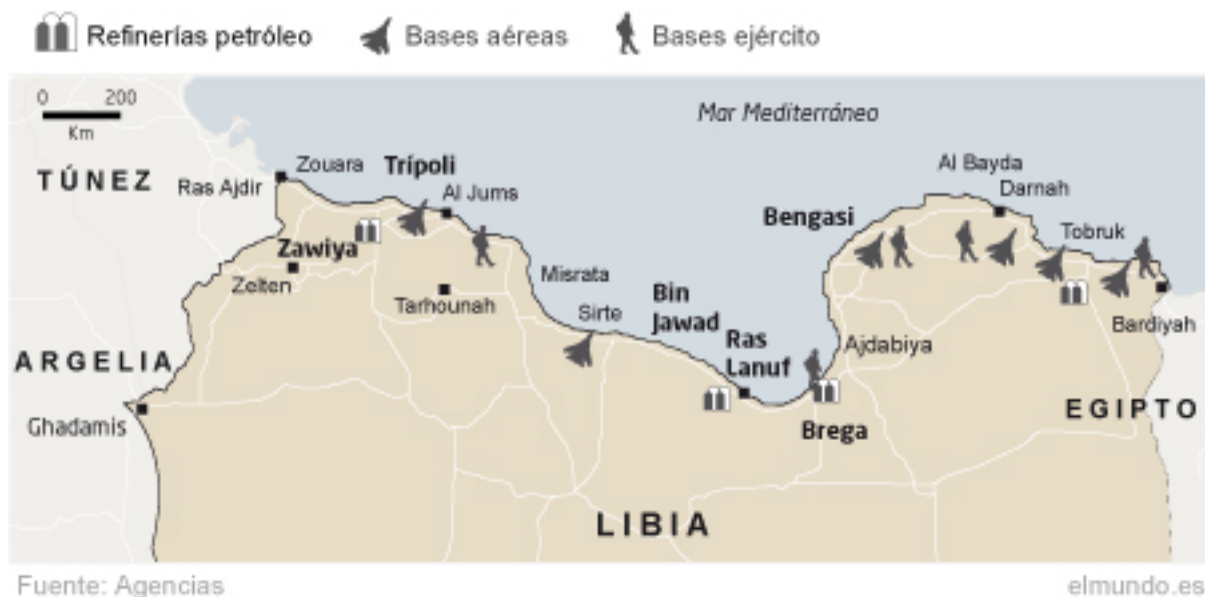 Refinerías petróleo
Bases aéreas
Bases ejército
0 200
Km
Mar Mediterráneo
TÚNEZ
Ras Ajdir
Zouara
Trípoli
Al Jums
Al Bayda
Darnah
Bengasi
Tobruk
Zawiya
Zelten
Tarhounah
Misrata
Sirte
Bin
Jawad
Ras
Lanuf
Ajdabiya
Bardiyah
ARGELIA
Ghadamis
Brega
EGIPTO
LIBIA
Fuente: Agencias
elmundo.es